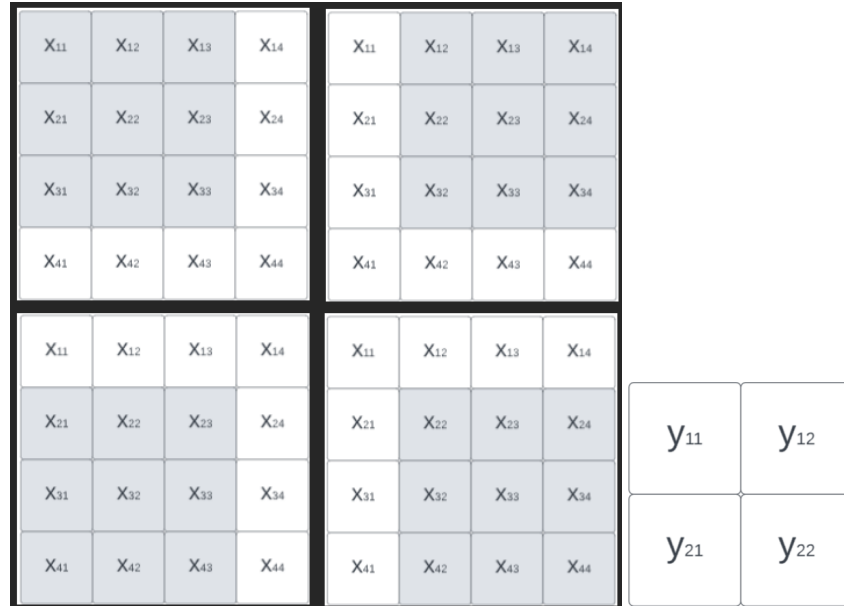 x₁₁ x₁₂ x₁₃ x₁₄ x₁₁ x₁₂ x₁₃ x₁₄
x₂₁ x₂₂ x₂₃ x₂₄ x₂₁ x₂₂ x₂₃ x₂₄
x₃₁ x₃₂ x₃₃ x₃₄ x₃₁ x₃₂ x₃₃ x₃₄
x₄₁ x₄₂ x₄₃ x₄₄ x₄₁ x₄₂ x₄₃ x₄₄
x₁₁ x₁₂ x₁₃ x₁₄ x₁₁ x₁₂ x₁₃ x₁₄
x₂₁ x₂₂ x₂₃ x₂₄ x₂₁ x₂₂ x₂₃ x₂₄
x₃₁ x₃₂ x₃₃ x₃₄ x₃₁ x₃₂ x₃₃ x₃₄
x₄₁ x₄₂ x₄₃ x₄₄ x₄₁ x₄₂ x₄₃ x₄₄
y₁₁ y₁₂
y₂₁ y₂₂